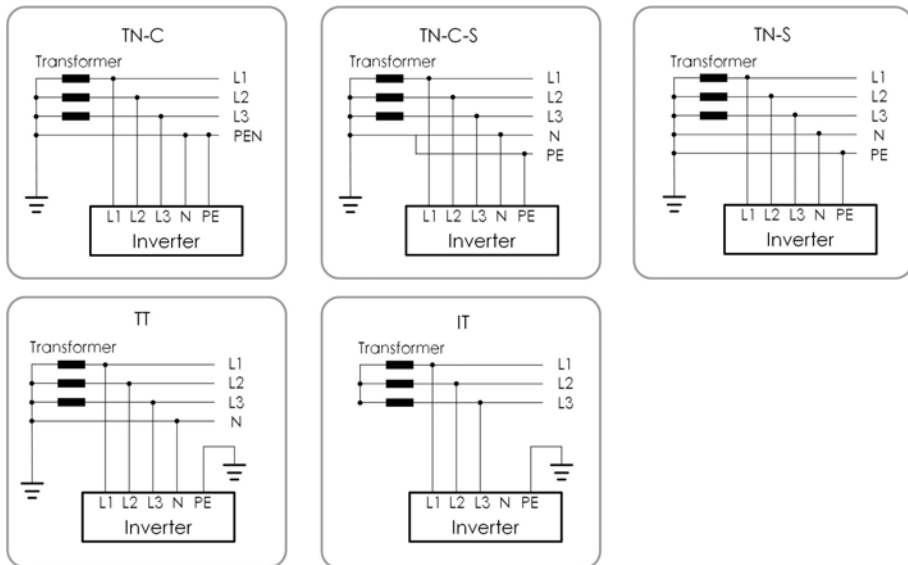 TN-C
Transformer
L1
L2
L3
PEN
L1 L2 L3 N PE
Inverter
TN-C-S
Transformer
L1
L2
L3
N
PE
L1 L2 L3 N PE
Inverter
TN-S
Transformer
L1
L2
L3
N
PE
L1 L2 L3 N PE
Inverter
TT
Transformer
L1
L2
L3
N
L1 L2 L3 N PE
Inverter
IT
Transformer
L1
L2
L3
L1 L2 L3 N PE
Inverter